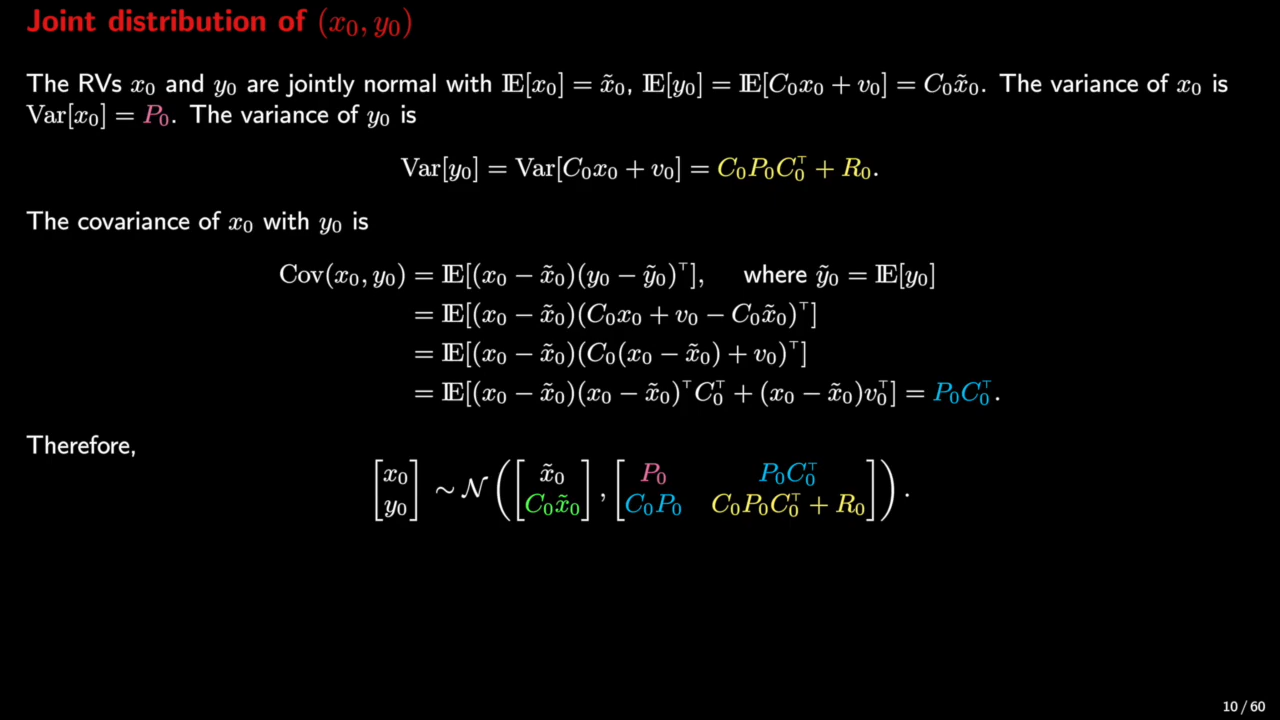 Joint distribution of (x₀, y₀)
The RVs x₀ and y₀ are jointly normal with 𝔼[x₀] = x̃₀, 𝔼[y₀] = 𝔼[C₀x₀ + v₀] = C₀x̃₀. The variance of x₀ is
Var[x₀] = P₀. The variance of y₀ is
Var[y₀] = Var[C₀x₀ + v₀] = C₀P₀C₀ᵀ + R₀.
The covariance of x₀ with y₀ is
Cov(x₀, y₀) = 𝔼[(x₀ − x̃₀)(y₀ − ỹ₀)ᵀ], where ỹ₀ = 𝔼[y₀]
= 𝔼[(x₀ − x̃₀)(C₀x₀ + v₀ − C₀x̃₀)ᵀ]
= 𝔼[(x₀ − x̃₀)(C₀(x₀ − x̃₀) + v₀)ᵀ]
= 𝔼[(x₀ − x̃₀)(x₀ − x̃₀)ᵀC₀ᵀ + (x₀ − x̃₀)v₀ᵀ] = P₀C₀ᵀ.
Therefore,
[x₀; y₀] ∼ 𝒩([x̃₀; C₀x̃₀], [P₀ P₀C₀ᵀ; C₀P₀ C₀P₀C₀ᵀ + R₀]).
10 / 60